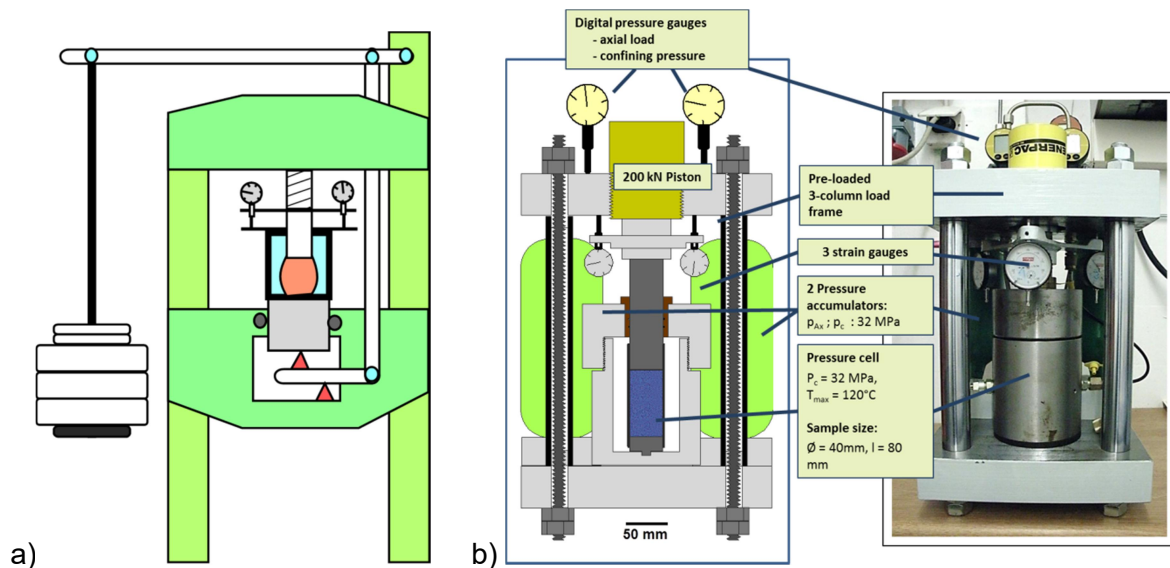 Digital pressure gauges
- axial load
- confining pressure
ENERPAC
200 kN Piston
Pre-loaded
3-column load
frame
3 strain gauges
2 Pressure
accumulators:
pAx ; pc : 32 MPa
Pressure cell
Pc = 32 MPa,
Tmax = 120°C
Sample size:
Ø = 40mm, l = 80
mm
50 mm
a)
b)